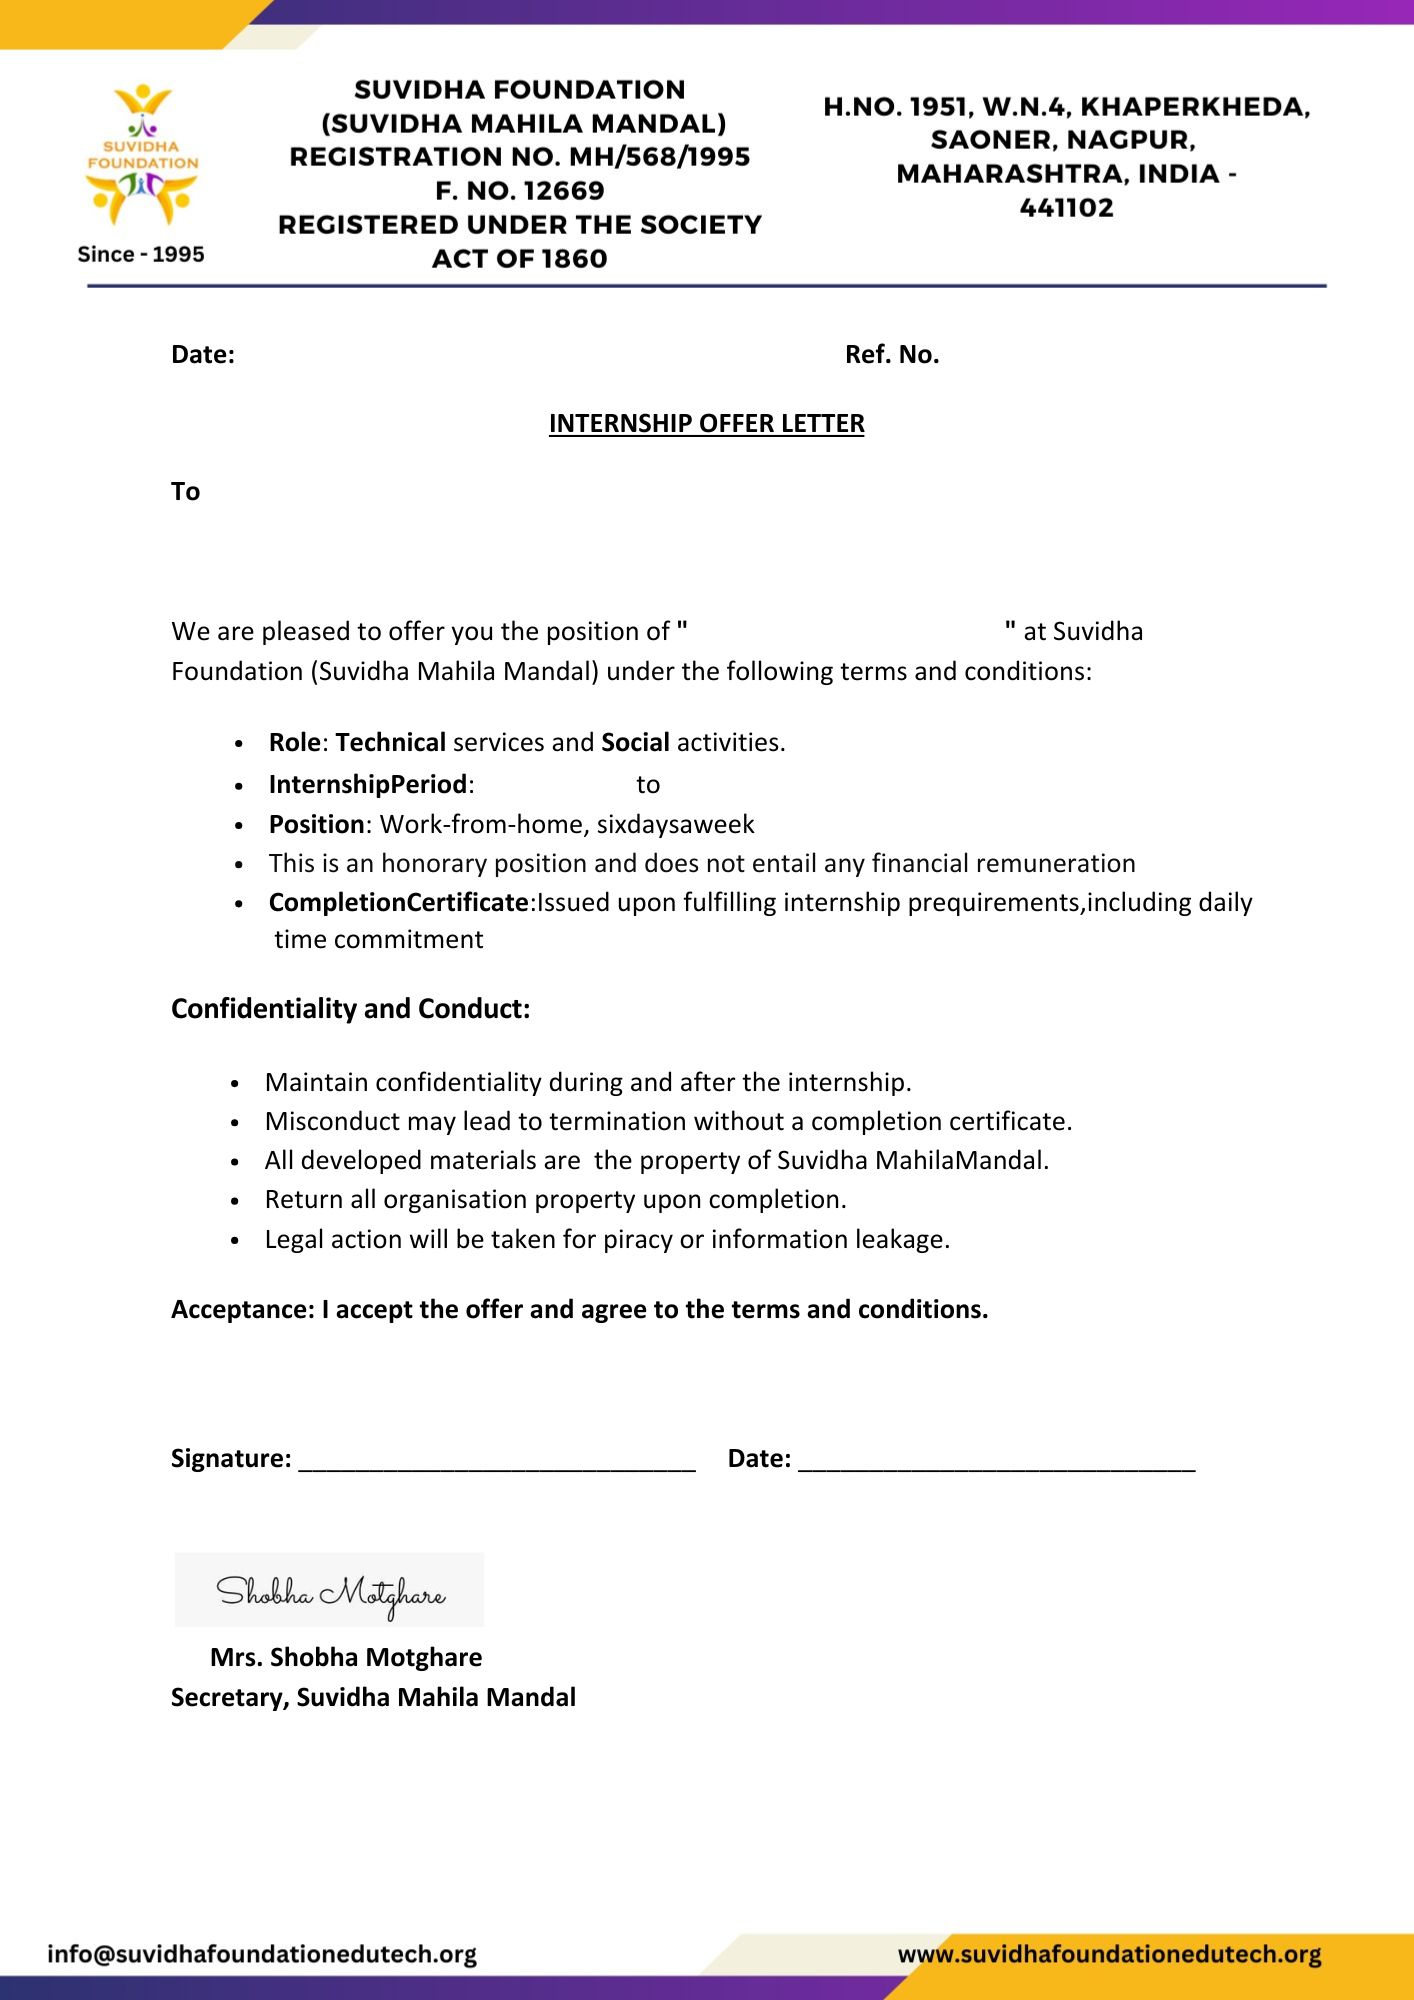 SUVIDHA
FOUNDATION
Since - 1995
SUVIDHA FOUNDATION
(SUVIDHA MAHILA MANDAL)
REGISTRATION NO. MH/568/1995
F. NO. 12669
REGISTERED UNDER THE SOCIETY
ACT OF 1860
H.NO. 1951, W.N.4, KHAPERKHEDA,
SAONER, NAGPUR,
MAHARASHTRA, INDIA -
441102
Date: Ref. No.
INTERNSHIP OFFER LETTER
To
We are pleased to offer you the position of " " at Suvidha
Foundation (Suvidha Mahila Mandal) under the following terms and conditions:
• Role: Technical services and Social activities.
• InternshipPeriod: to
• Position: Work-from-home, sixdaysaweek
• This is an honorary position and does not entail any financial remuneration
• CompletionCertificate:Issued upon fulfilling internship prequirements,including daily
time commitment
Confidentiality and Conduct:
• Maintain confidentiality during and after the internship.
• Misconduct may lead to termination without a completion certificate.
• All developed materials are the property of Suvidha MahilaMandal.
• Return all organisation property upon completion.
• Legal action will be taken for piracy or information leakage.
Acceptance: I accept the offer and agree to the terms and conditions.
Signature: ____________________________ Date: ____________________________
Shobha Motghare
Mrs. Shobha Motghare
Secretary, Suvidha Mahila Mandal
info@suvidhafoundationedutech.org www.suvidhafoundationedutech.org